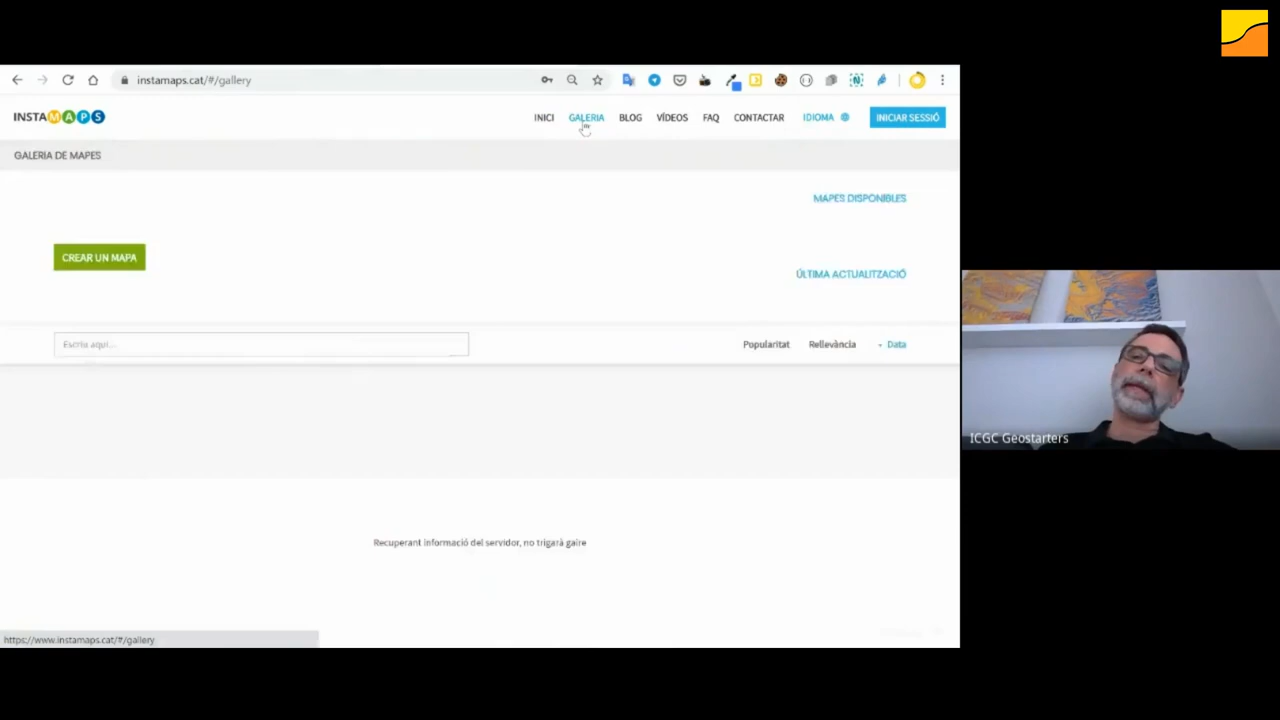 instamaps.cat/#/gallery
INSTAMAPS
INICI GALERIA BLOG VÍDEOS FAQ CONTACTAR IDIOMA INICIAR SESSIÓ
GALERIA DE MAPES
MAPES DISPONIBLES
CREAR UN MAPA
ÚLTIMA ACTUALITZACIÓ
Escriu aquí...
Popularitat Rellevància Data
ICGC Geostarters
Recuperant informació del servidor, no trigarà gaire
https://www.instamaps.cat/#/gallery